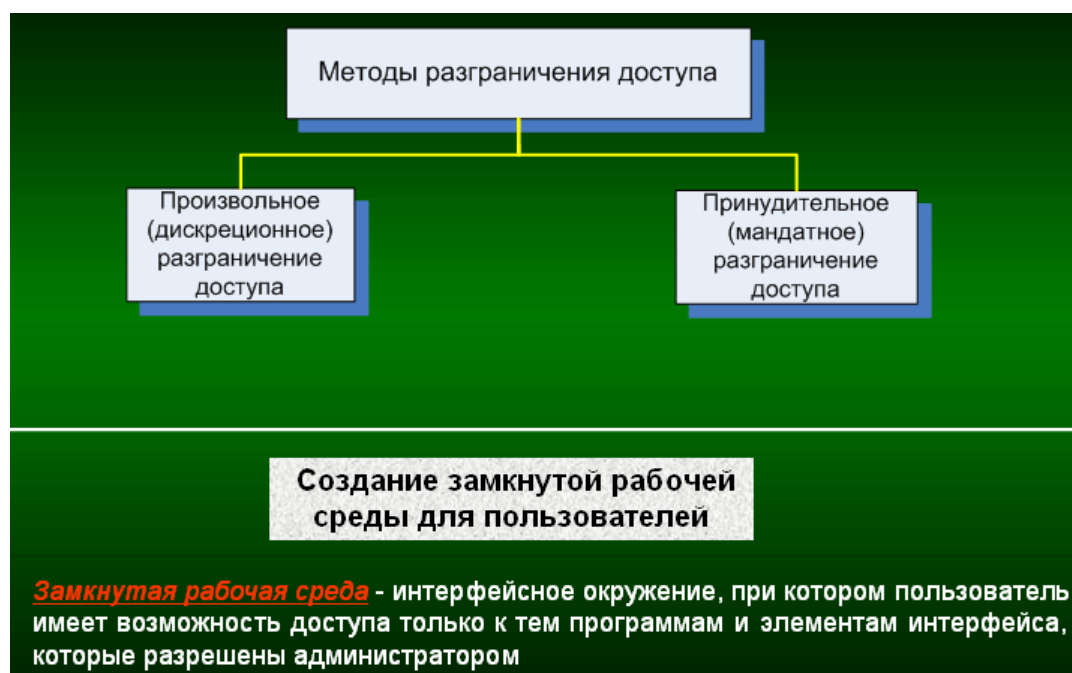 Методы разграничения доступа
Произвольное
(дискреционное)
разграничение
доступа
Принудительное
(мандатное)
разграничение
доступа
Создание замкнутой рабочей
среды для пользователей
Замкнутая рабочая среда - интерфейсное окружение, при котором пользователь
имеет возможность доступа только к тем программам и элементам интерфейса,
которые разрешены администратором